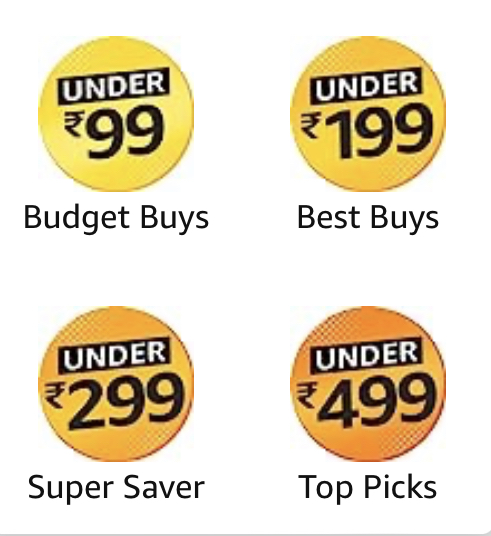 UNDER
₹99
Budget Buys
UNDER
₹199
Best Buys
UNDER
₹299
Super Saver
UNDER
₹499
Top Picks